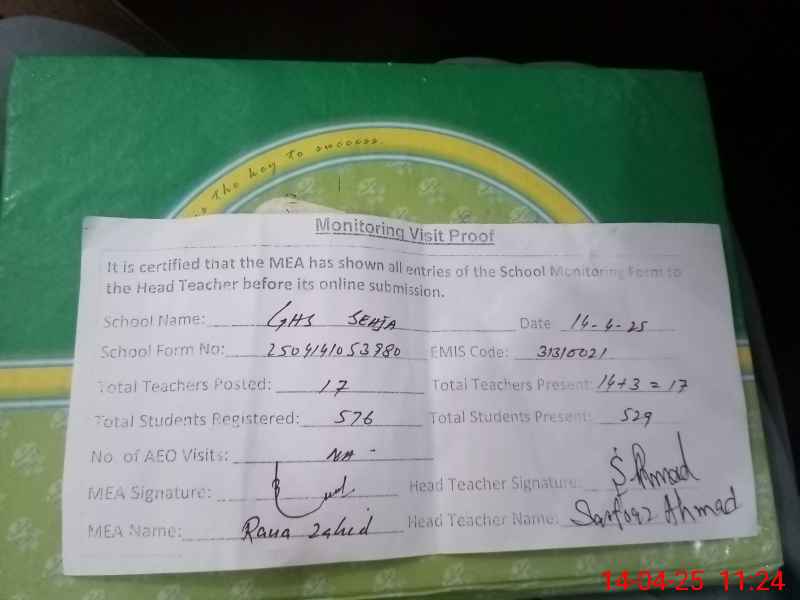 the key to success
Monitoring Visit Proof
It is certified that the MEA has shown all entries of the School Monitoring Form to
the Head Teacher before its online submission.
School Name: GHS SEHJA Date 14-4-25
School Form No: 25041410 53980 EMIS Code: 31310021
Total Teachers Posted: 17 Total Teachers Present: 14+3 = 17
Total Students Registered: 576 Total Students Present: 529
No. of AEO Visits: NA -
MEA Signature: Head Teacher Signature: SAhmad
MEA Name: Rana Zahid Head Teacher Name: Sarfraz Ahmad
14-04-25 11:24